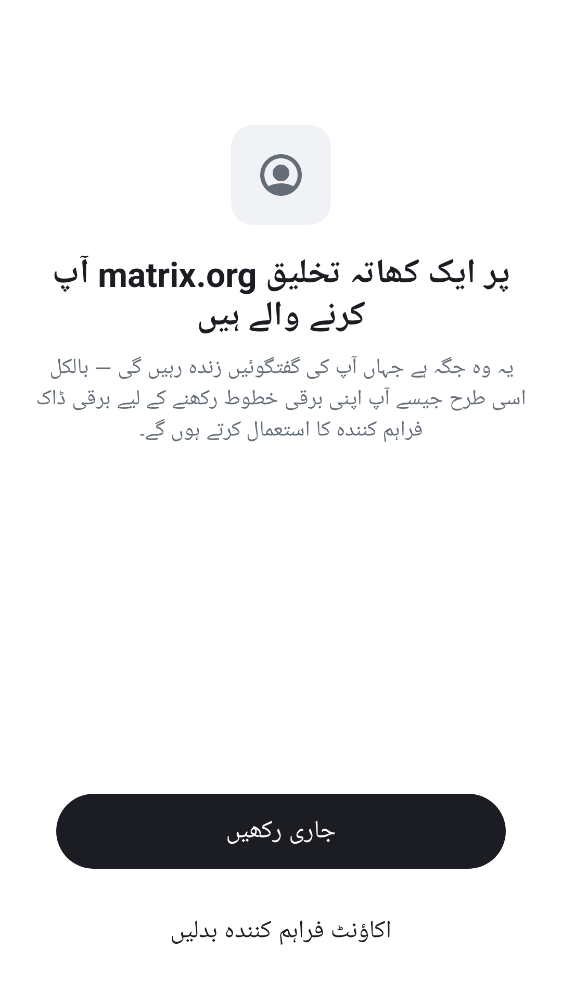 آپ matrix.org پر ایک کھاتہ تخلیق
کرنے والے ہیں
یہ وہ جگہ ہے جہاں آپ کی گفتگوئیں زندہ رہیں گی — بالکل
اسی طرح جیسے آپ اپنی برقی خطوط رکھنے کے لیے برقی ڈاک
فراہم کنندہ کا استعمال کرتے ہوں گے۔
جاری رکھیں
اکاؤنٹ فراہم کنندہ بدلیں